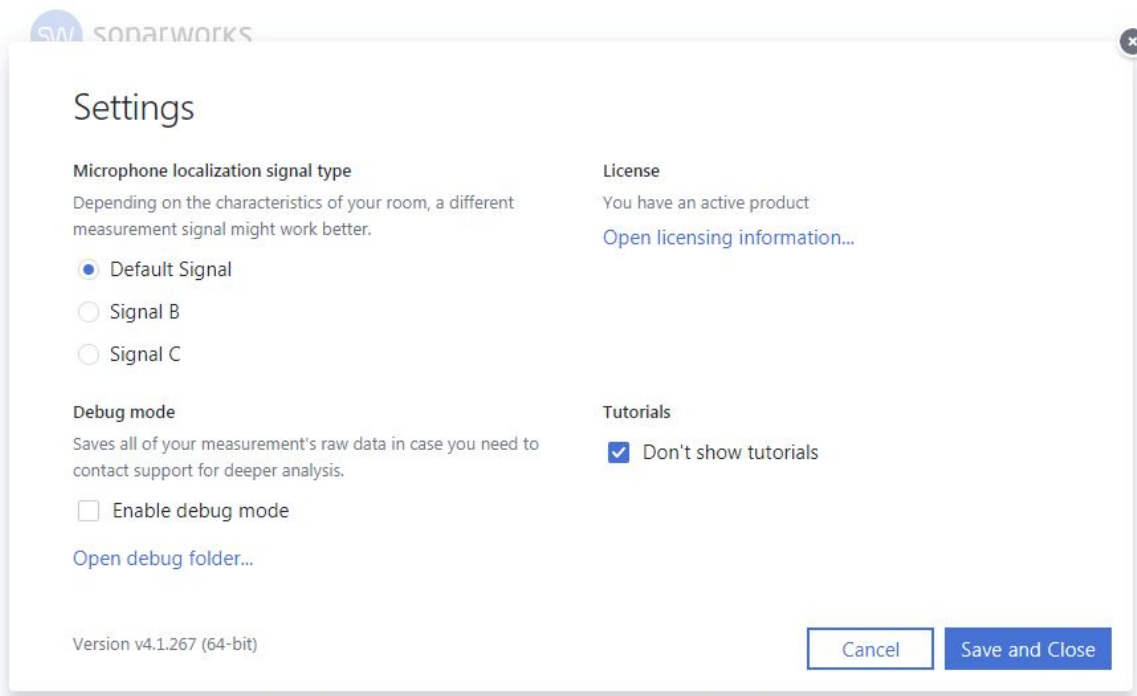 SW sonarworks
Settings
Microphone localization signal type
Depending on the characteristics of your room, a different
measurement signal might work better.
Default Signal
Signal B
Signal C
License
You have an active product
Open licensing information...
Debug mode
Saves all of your measurement's raw data in case you need to
contact support for deeper analysis.
Enable debug mode
Open debug folder...
Tutorials
Don't show tutorials
Version v4.1.267 (64-bit)
Cancel
Save and Close